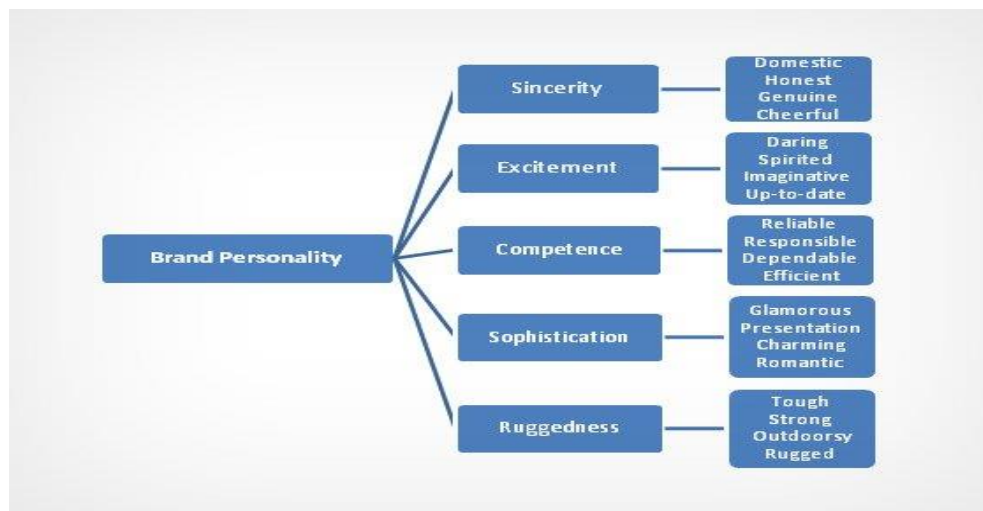 Brand Personality
Sincerity
Domestic
Honest
Genuine
Cheerful
Excitement
Daring
Spirited
Imaginative
Up-to-date
Competence
Reliable
Responsible
Dependable
Efficient
Sophistication
Glamorous
Presentation
Charming
Romantic
Ruggedness
Tough
Strong
Outdoorsy
Rugged